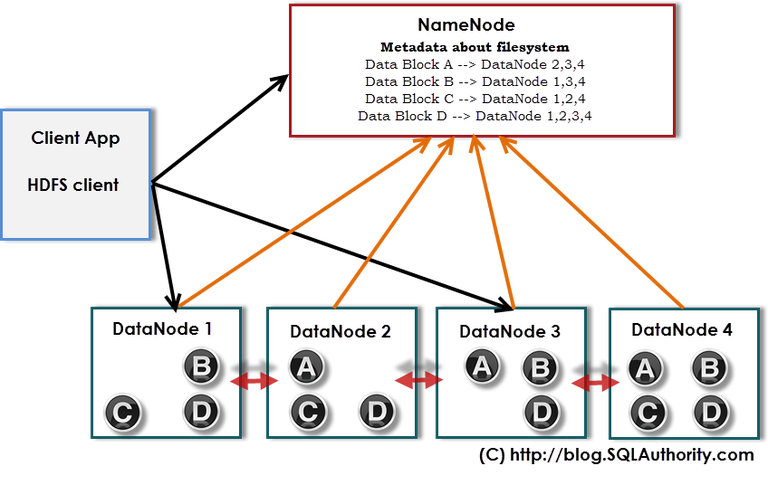 NameNode
Metadata about filesystem
Data Block A --> DataNode 2,3,4
Data Block B --> DataNode 1,3,4
Data Block C --> DataNode 1,2,4
Data Block D --> DataNode 1,2,3,4
Client App
HDFS client
DataNode 1
B
C D
DataNode 2
A
C D
DataNode 3
A B
D
DataNode 4
A B
C D
(C) http://blog.SQLAuthority.com